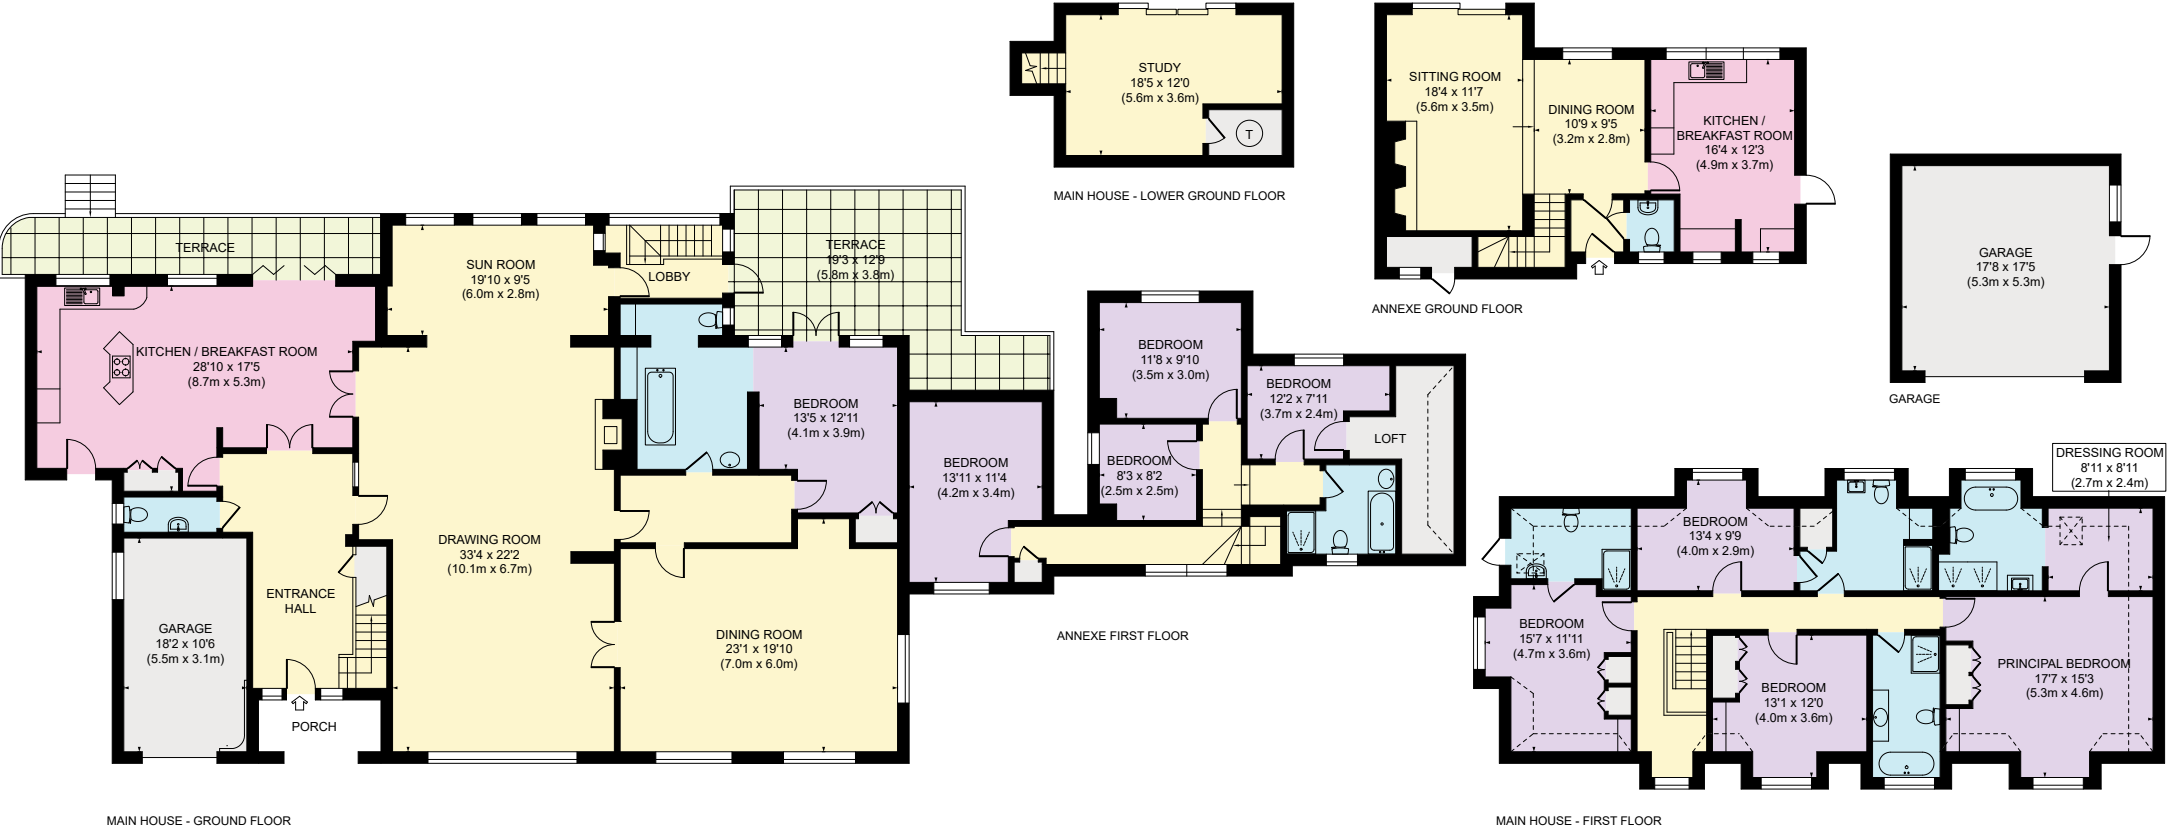 STUDY
18'5 x 12'0
(5.6m x 3.6m)
T
MAIN HOUSE - LOWER GROUND FLOOR
SITTING ROOM
18'4 x 11'7
(5.6m x 3.5m)
DINING ROOM
10'9 x 9'5
(3.2m x 2.8m)
KITCHEN /
BREAKFAST ROOM
16'4 x 12'3
(4.9m x 3.7m)
ANNEXE GROUND FLOOR
GARAGE
17'8 x 17'5
(5.3m x 5.3m)
GARAGE
TERRACE
SUN ROOM
19'10 x 9'5
(6.0m x 2.8m)
LOBBY
TERRACE
19'3 x 12'9
(5.8m x 3.8m)
KITCHEN / BREAKFAST ROOM
28'10 x 17'5
(8.7m x 5.3m)
BEDROOM
13'5 x 12'11
(4.1m x 3.9m)
DRAWING ROOM
33'4 x 22'2
(10.1m x 6.7m)
ENTRANCE
HALL
GARAGE
18'2 x 10'6
(5.5m x 3.1m)
DINING ROOM
23'1 x 19'10
(7.0m x 6.0m)
PORCH
MAIN HOUSE - GROUND FLOOR
BEDROOM
11'8 x 9'10
(3.5m x 3.0m)
BEDROOM
12'2 x 7'11
(3.7m x 2.4m)
LOFT
BEDROOM
8'3 x 8'2
(2.5m x 2.5m)
BEDROOM
13'11 x 11'4
(4.2m x 3.4m)
ANNEXE FIRST FLOOR
DRESSING ROOM
8'11 x 8'11
(2.7m x 2.4m)
BEDROOM
13'4 x 9'9
(4.0m x 2.9m)
BEDROOM
15'7 x 11'11
(4.7m x 3.6m)
BEDROOM
13'1 x 12'0
(4.0m x 3.6m)
PRINCIPAL BEDROOM
17'7 x 15'3
(5.3m x 4.6m)
MAIN HOUSE - FIRST FLOOR